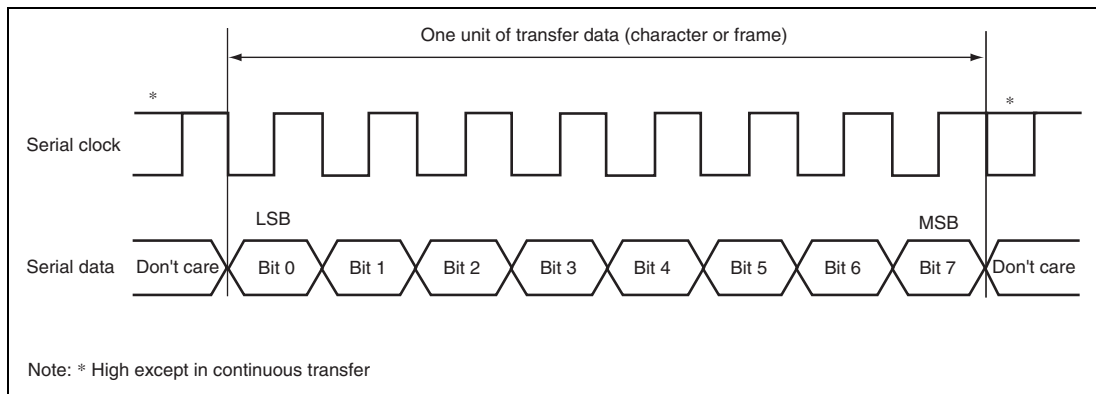 One unit of transfer data (character or frame)
*
*
Serial clock
LSB
MSB
Serial data
Don't care
Bit 0
Bit 1
Bit 2
Bit 3
Bit 4
Bit 5
Bit 6
Bit 7
Don't care
Note: * High except in continuous transfer